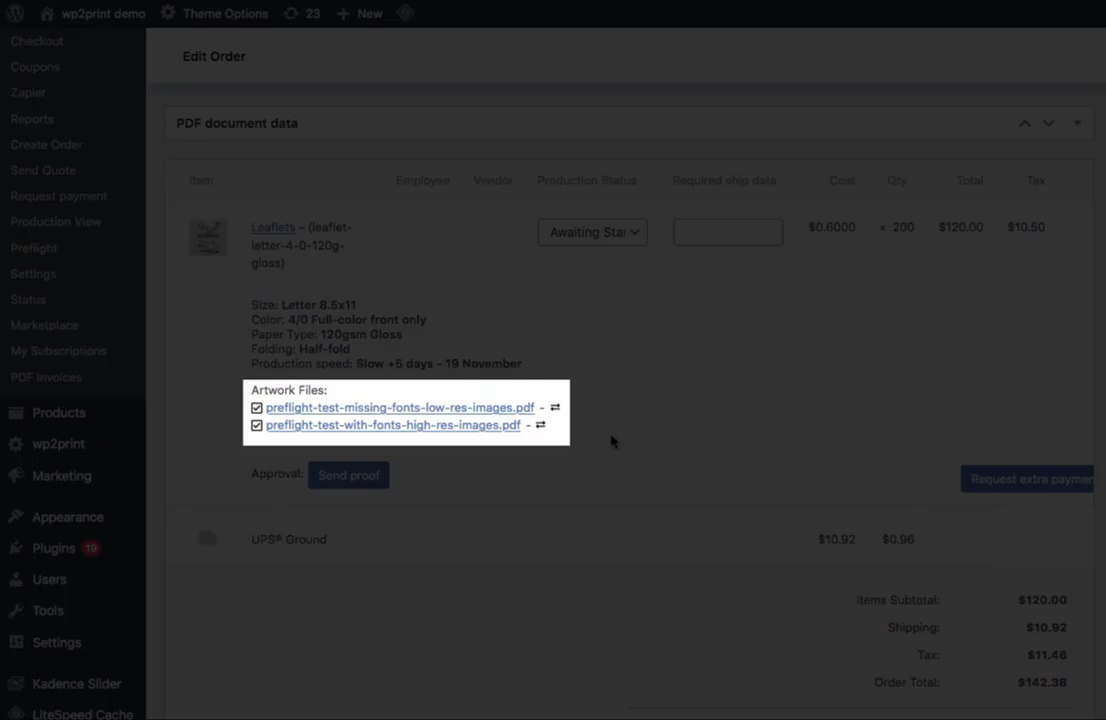 wp2print demo Theme Options 23 New
Checkout
Coupons
Zapier
Reports
Create Order
Send Quote
Request payment
Production View
Preflight
Settings
Status
Marketplace
My Subscriptions
PDF Invoices
Products
wp2print
Marketing
Appearance
Plugins 19
Users
Tools
Settings
Kadence Slider
LiteSpeed Cache
Edit Order
PDF document data
Item Employee Vendor Production Status Required ship date Cost Qty Total Tax
Leaflets – (leaflet-
letter-4-0-120g-
gloss)
Awaiting Star
$0.6000 × 200 $120.00 $10.50
Size: Letter 8.5x11
Color: 4/0 Full-color front only
Paper Type: 120gsm Gloss
Folding: Half-fold
Production speed: Slow +5 days - 19 November
Artwork Files:
preflight-test-missing-fonts-low-res-images.pdf -
preflight-test-with-fonts-high-res-images.pdf -
Approval: Send proof
Request extra paymen
UPS® Ground $10.92 $0.96
Items Subtotal: $120.00
Shipping: $10.92
Tax: $11.46
Order Total: $142.38